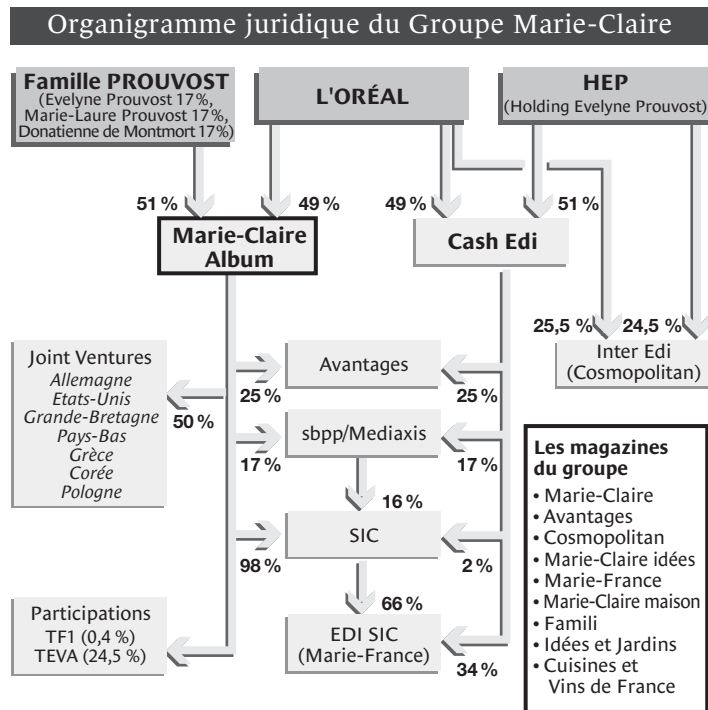 Organigramme juridique du Groupe Marie-Claire
Famille PROUVOST
(Evelyne Prouvost 17%,
Marie-Laure Prouvost 17%,
Donatienne de Montmort 17%)
L'ORÉAL
HEP
(Holding Evelyne Prouvost)
51 %
49 %
49 %
51 %
Marie-Claire
Album
Cash Edi
25,5 %
24,5 %
Inter Edi
(Cosmopolitan)
Joint Ventures
Allemagne
Etats-Unis
Grande-Bretagne
Pays-Bas
Grèce
Corée
Pologne
50 %
Avantages
25 %
25 %
sbpp/Mediaxis
17 %
17 %
16 %
SIC
98 %
2 %
66 %
EDI SIC
(Marie-France)
34 %
Participations
TF1 (0,4 %)
TEVA (24,5 %)
Les magazines
du groupe
• Marie-Claire
• Avantages
• Cosmopolitan
• Marie-Claire idées
• Marie-France
• Marie-Claire maison
• Famili
• Idées et Jardins
• Cuisines et
Vins de France